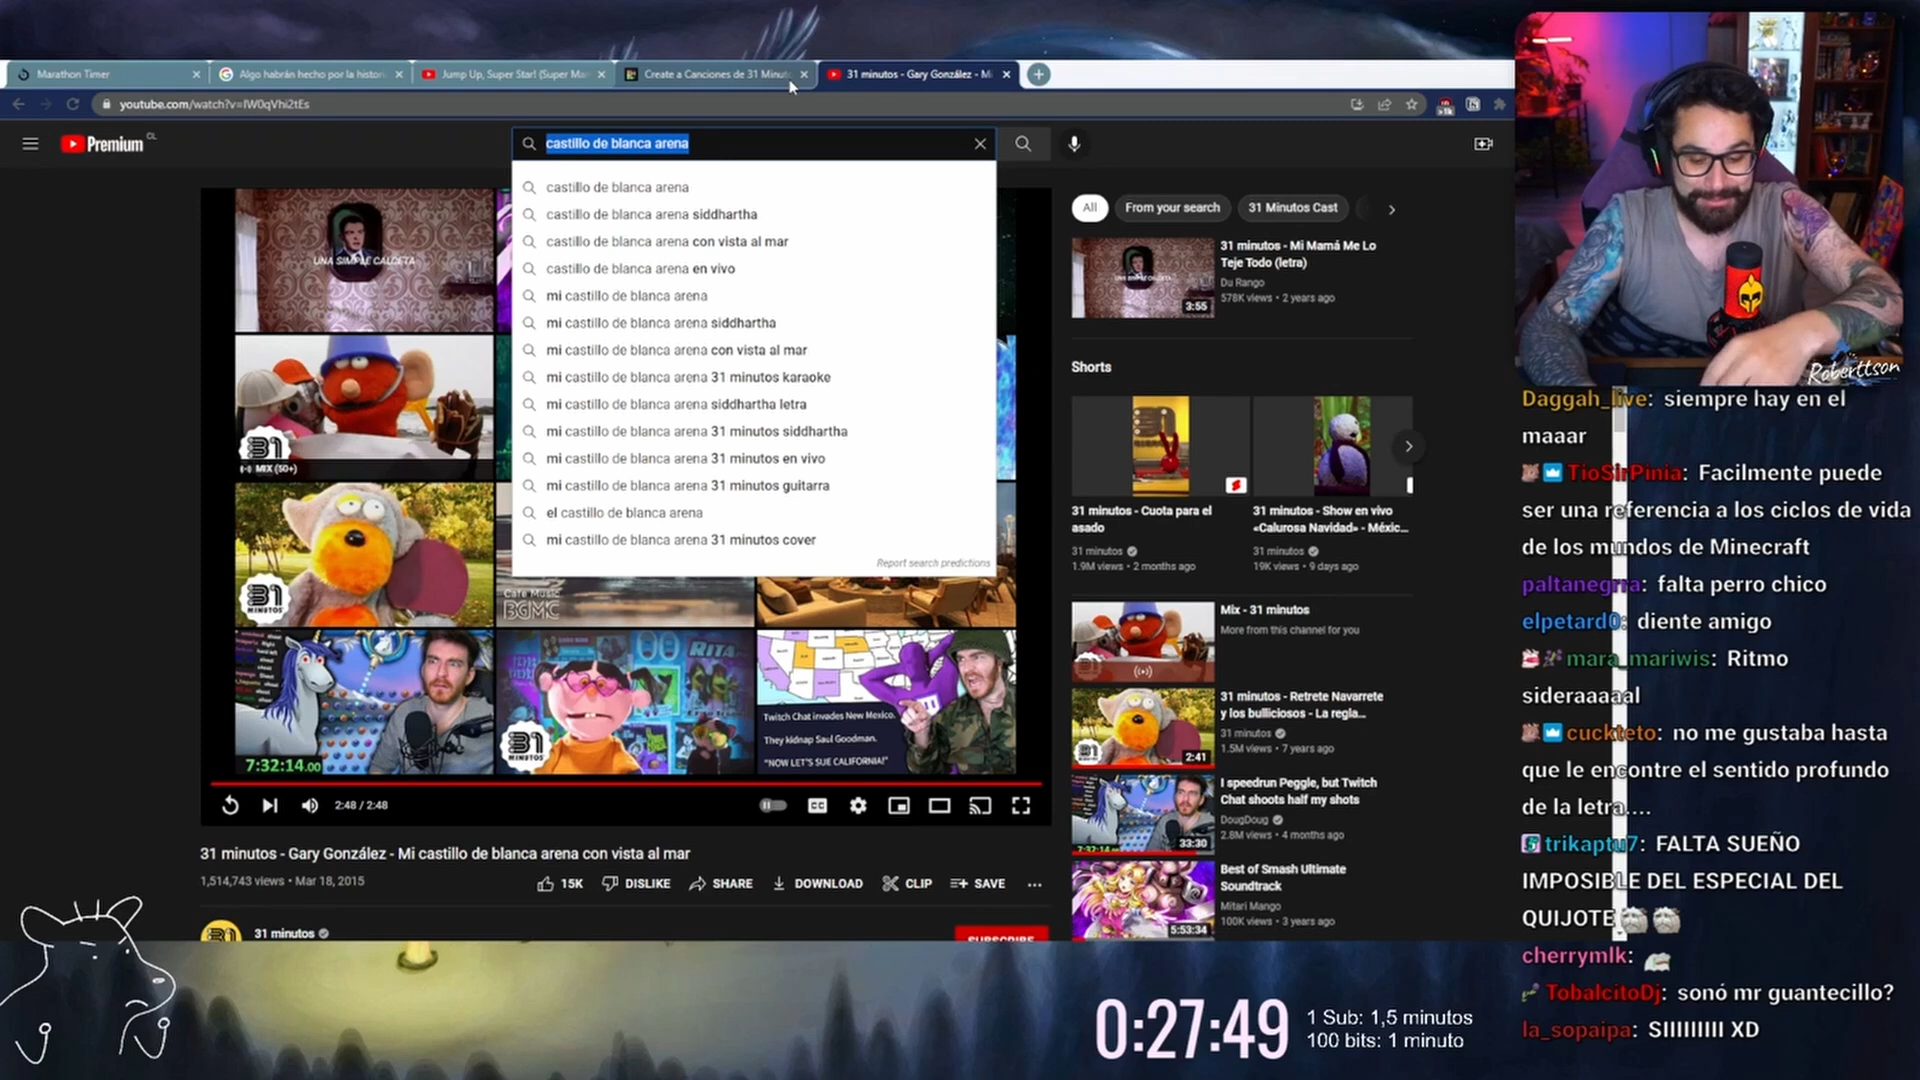 Marathon Timer
Algo habrán hecho por la histori
Jump Up, Super Star! (Super Ma
Create a Canciones de 31 Minut
31 minutos - Gary González - M
youtube.com/watch?v=IW0qVhi2tEs
Premium CL
castillo de blanca arena
castillo de blanca arena
castillo de blanca arena siddhartha
castillo de blanca arena con vista al mar
castillo de blanca arena en vivo
mi castillo de blanca arena
mi castillo de blanca arena siddhartha
mi castillo de blanca arena con vista al mar
mi castillo de blanca arena 31 minutos karaoke
mi castillo de blanca arena siddhartha letra
mi castillo de blanca arena 31 minutos siddhartha
mi castillo de blanca arena 31 minutos en vivo
mi castillo de blanca arena 31 minutos guitarra
el castillo de blanca arena
mi castillo de blanca arena 31 minutos cover
Report search predictions
UNA SIMPLE CALCETA
31
MIX (50+)
31
MINUTOS
Cafe Music
BGMC
7:32:14.00
RITA
31
MINUTOS
Twitch Chat invades New Mexico.
They kidnap Saul Goodman.
"NOW LET'S SUE CALIFORNIA!"
2:48 / 2:48
CC
31 minutos - Gary González - Mi castillo de blanca arena con vista al mar
1,514,743 views • Mar 18, 2015
15K DISLIKE SHARE DOWNLOAD CLIP SAVE
31 minutos
SUBSCRIBE
All From your search 31 Minutos Cast
31 minutos - Mi Mamá Me Lo
Teje Todo (letra)
Du Rango
578K views • 2 years ago
3:55
Shorts
31 minutos - Cuota para el
asado
31 minutos
1.9M views • 2 months ago
31 minutos - Show en vivo
«Calurosa Navidad» - Méxic...
31 minutos
19K views • 9 days ago
Mix - 31 minutos
More from this channel for you
31 minutos - Retrete Navarrete
y los bulliciosos - La regla...
31 minutos
1.5M views • 7 years ago
2:41
I speedrun Peggle, but Twitch
Chat shoots half my shots
DougDoug
2.8M views • 4 months ago
33:30
Best of Smash Ultimate
Soundtrack
Mitari Mango
100K views • 3 years ago
5:53:34
Roberttson
Daggah_live: siempre hay en el
maaar
TioSirPinia: Facilmente puede
ser una referencia a los ciclos de vida
de los mundos de Minecraft
paltanegrra: falta perro chico
elpetard0: diente amigo
mara_mariwis: Ritmo
sideraaaaal
cuckteto: no me gustaba hasta
que le encontre el sentido profundo
de la letra....
trikaptu7: FALTA SUEÑO
IMPOSIBLE DEL ESPECIAL DEL
QUIJOTE
cherrymlk:
TobalcitoDj: sonó mr guantecillo?
la_sopaipa: SIIIIIIIII XD
0:27:49
1 Sub: 1,5 minutos
100 bits: 1 minuto